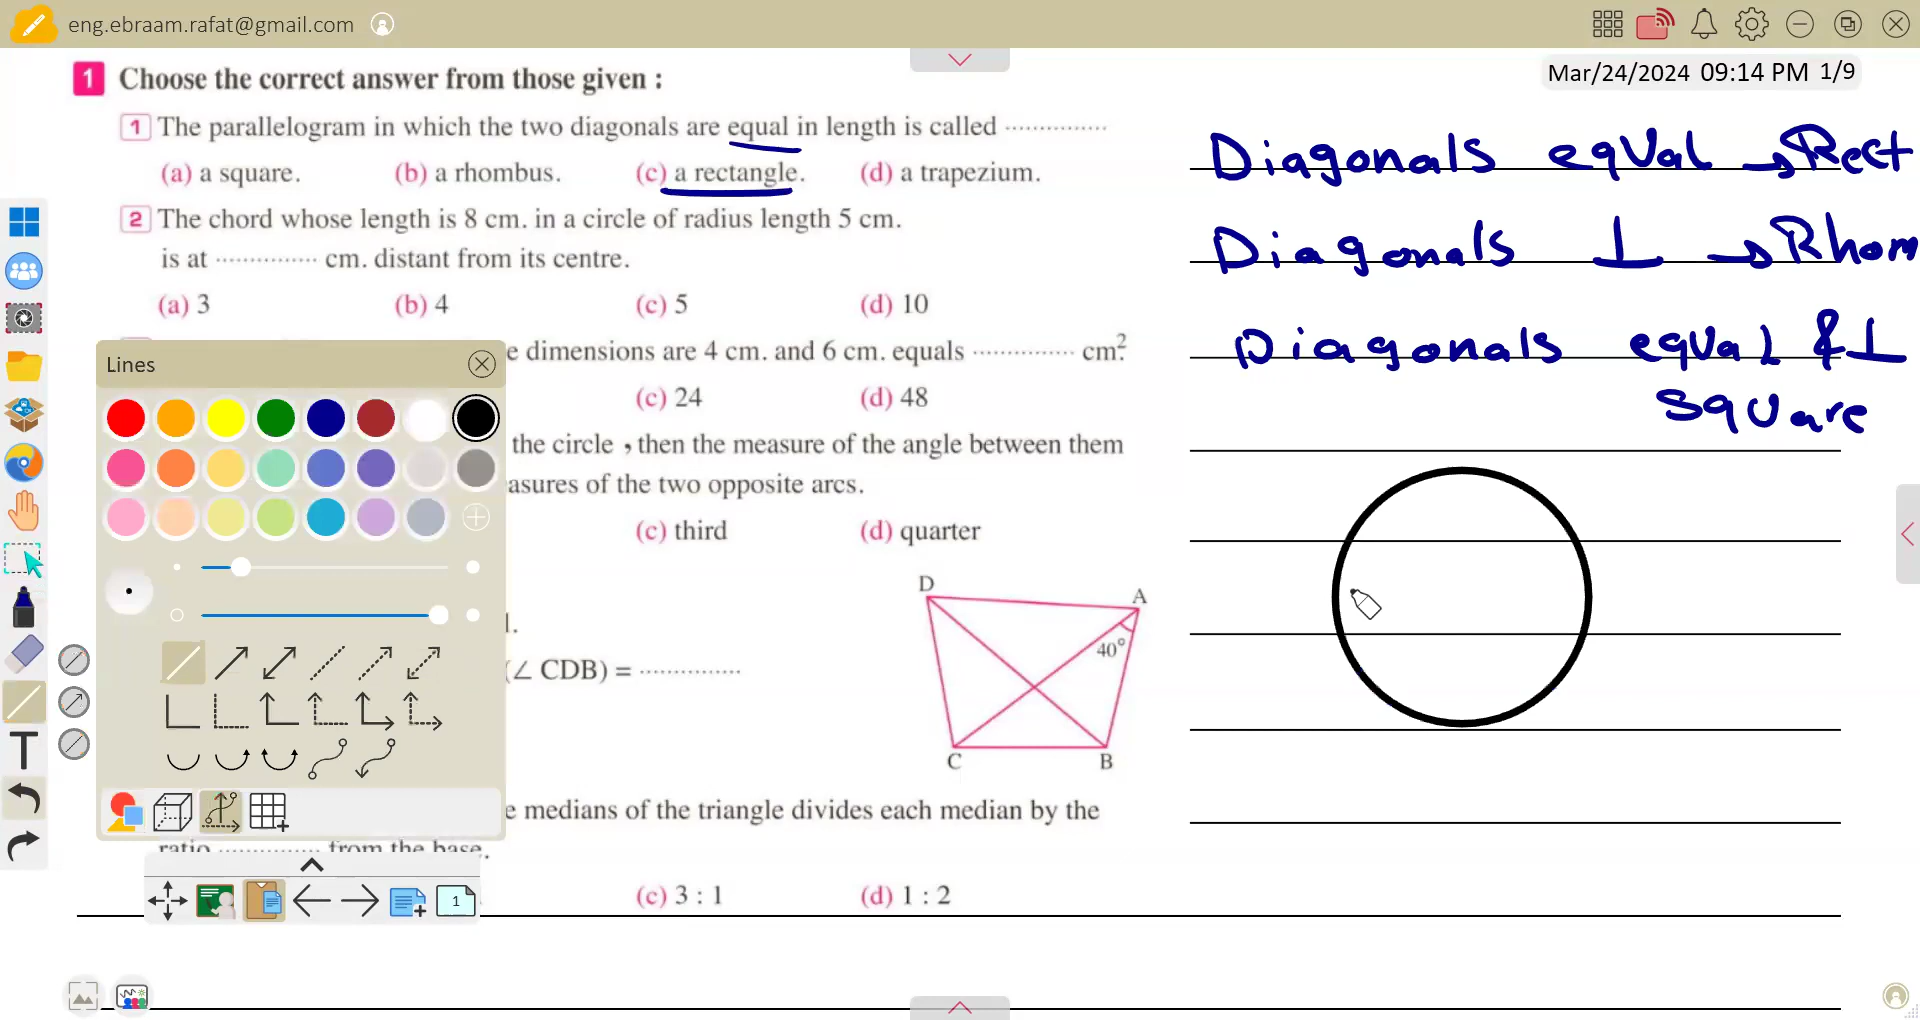 eng.ebraam.rafat@gmail.com
Mar/24/2024 09:14 PM 1/9
1 Choose the correct answer from those given :
1 The parallelogram in which the two diagonals are equal in length is called ...............
(a) a square. (b) a rhombus. (c) a rectangle. (d) a trapezium.
2 The chord whose length is 8 cm. in a circle of radius length 5 cm.
is at ............... cm. distant from its centre.
(a) 3 (b) 4 (c) 5 (d) 10
e dimensions are 4 cm. and 6 cm. equals ............... cm².
(c) 24 (d) 48
the circle , then the measure of the angle between them
asures of the two opposite arcs.
(c) third (d) quarter
(∠ CDB) = ...............
D
A
40°
C
B
e medians of the triangle divides each median by the
ratio ............... from the base.
(c) 3 : 1 (d) 1 : 2
Diagonals equal → Rect
Diagonals ⊥ → Rhom
Diagonals equal & ⊥
square
Lines
T
1